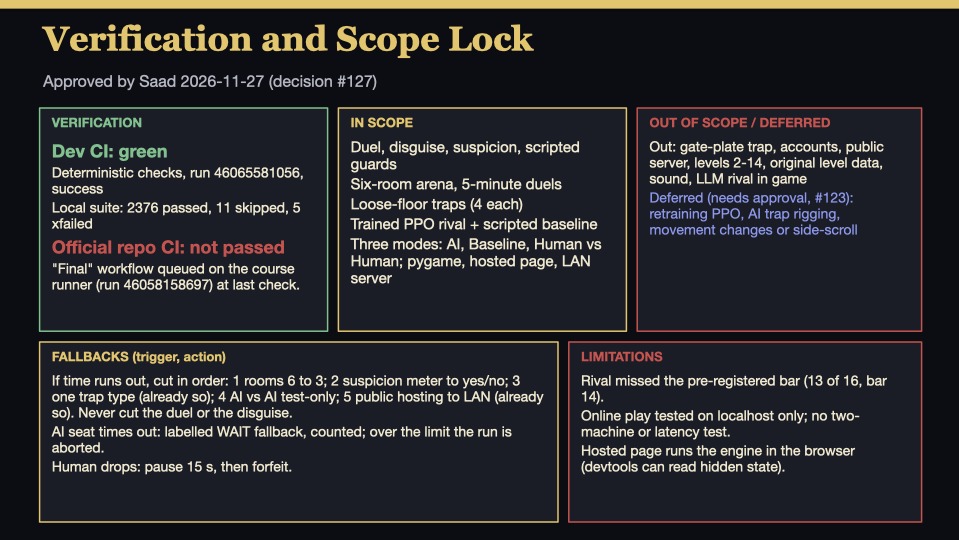 Verification and Scope Lock
Approved by Saad 2026-11-27 (decision #127)
VERIFICATION
Dev CI: green
Deterministic checks, run 46065581056,
success
Local suite: 2376 passed, 11 skipped, 5
xfailed
Official repo CI: not passed
"Final" workflow queued on the course
runner (run 46058158697) at last check.
IN SCOPE
Duel, disguise, suspicion, scripted
guards
Six-room arena, 5-minute duels
Loose-floor traps (4 each)
Trained PPO rival + scripted baseline
Three modes: AI, Baseline, Human vs
Human; pygame, hosted page, LAN
server
OUT OF SCOPE / DEFERRED
Out: gate-plate trap, accounts, public
server, levels 2-14, original level data,
sound, LLM rival in game
Deferred (needs approval, #123):
retraining PPO, AI trap rigging,
movement changes or side-scroll
FALLBACKS (trigger, action)
If time runs out, cut in order: 1 rooms 6 to 3; 2 suspicion meter to yes/no; 3
one trap type (already so); 4 AI vs AI test-only; 5 public hosting to LAN (already
so). Never cut the duel or the disguise.
AI seat times out: labelled WAIT fallback, counted; over the limit the run is
aborted.
Human drops: pause 15 s, then forfeit.
LIMITATIONS
Rival missed the pre-registered bar (13 of 16, bar
14).
Online play tested on localhost only; no two-
machine or latency test.
Hosted page runs the engine in the browser
(devtools can read hidden state).